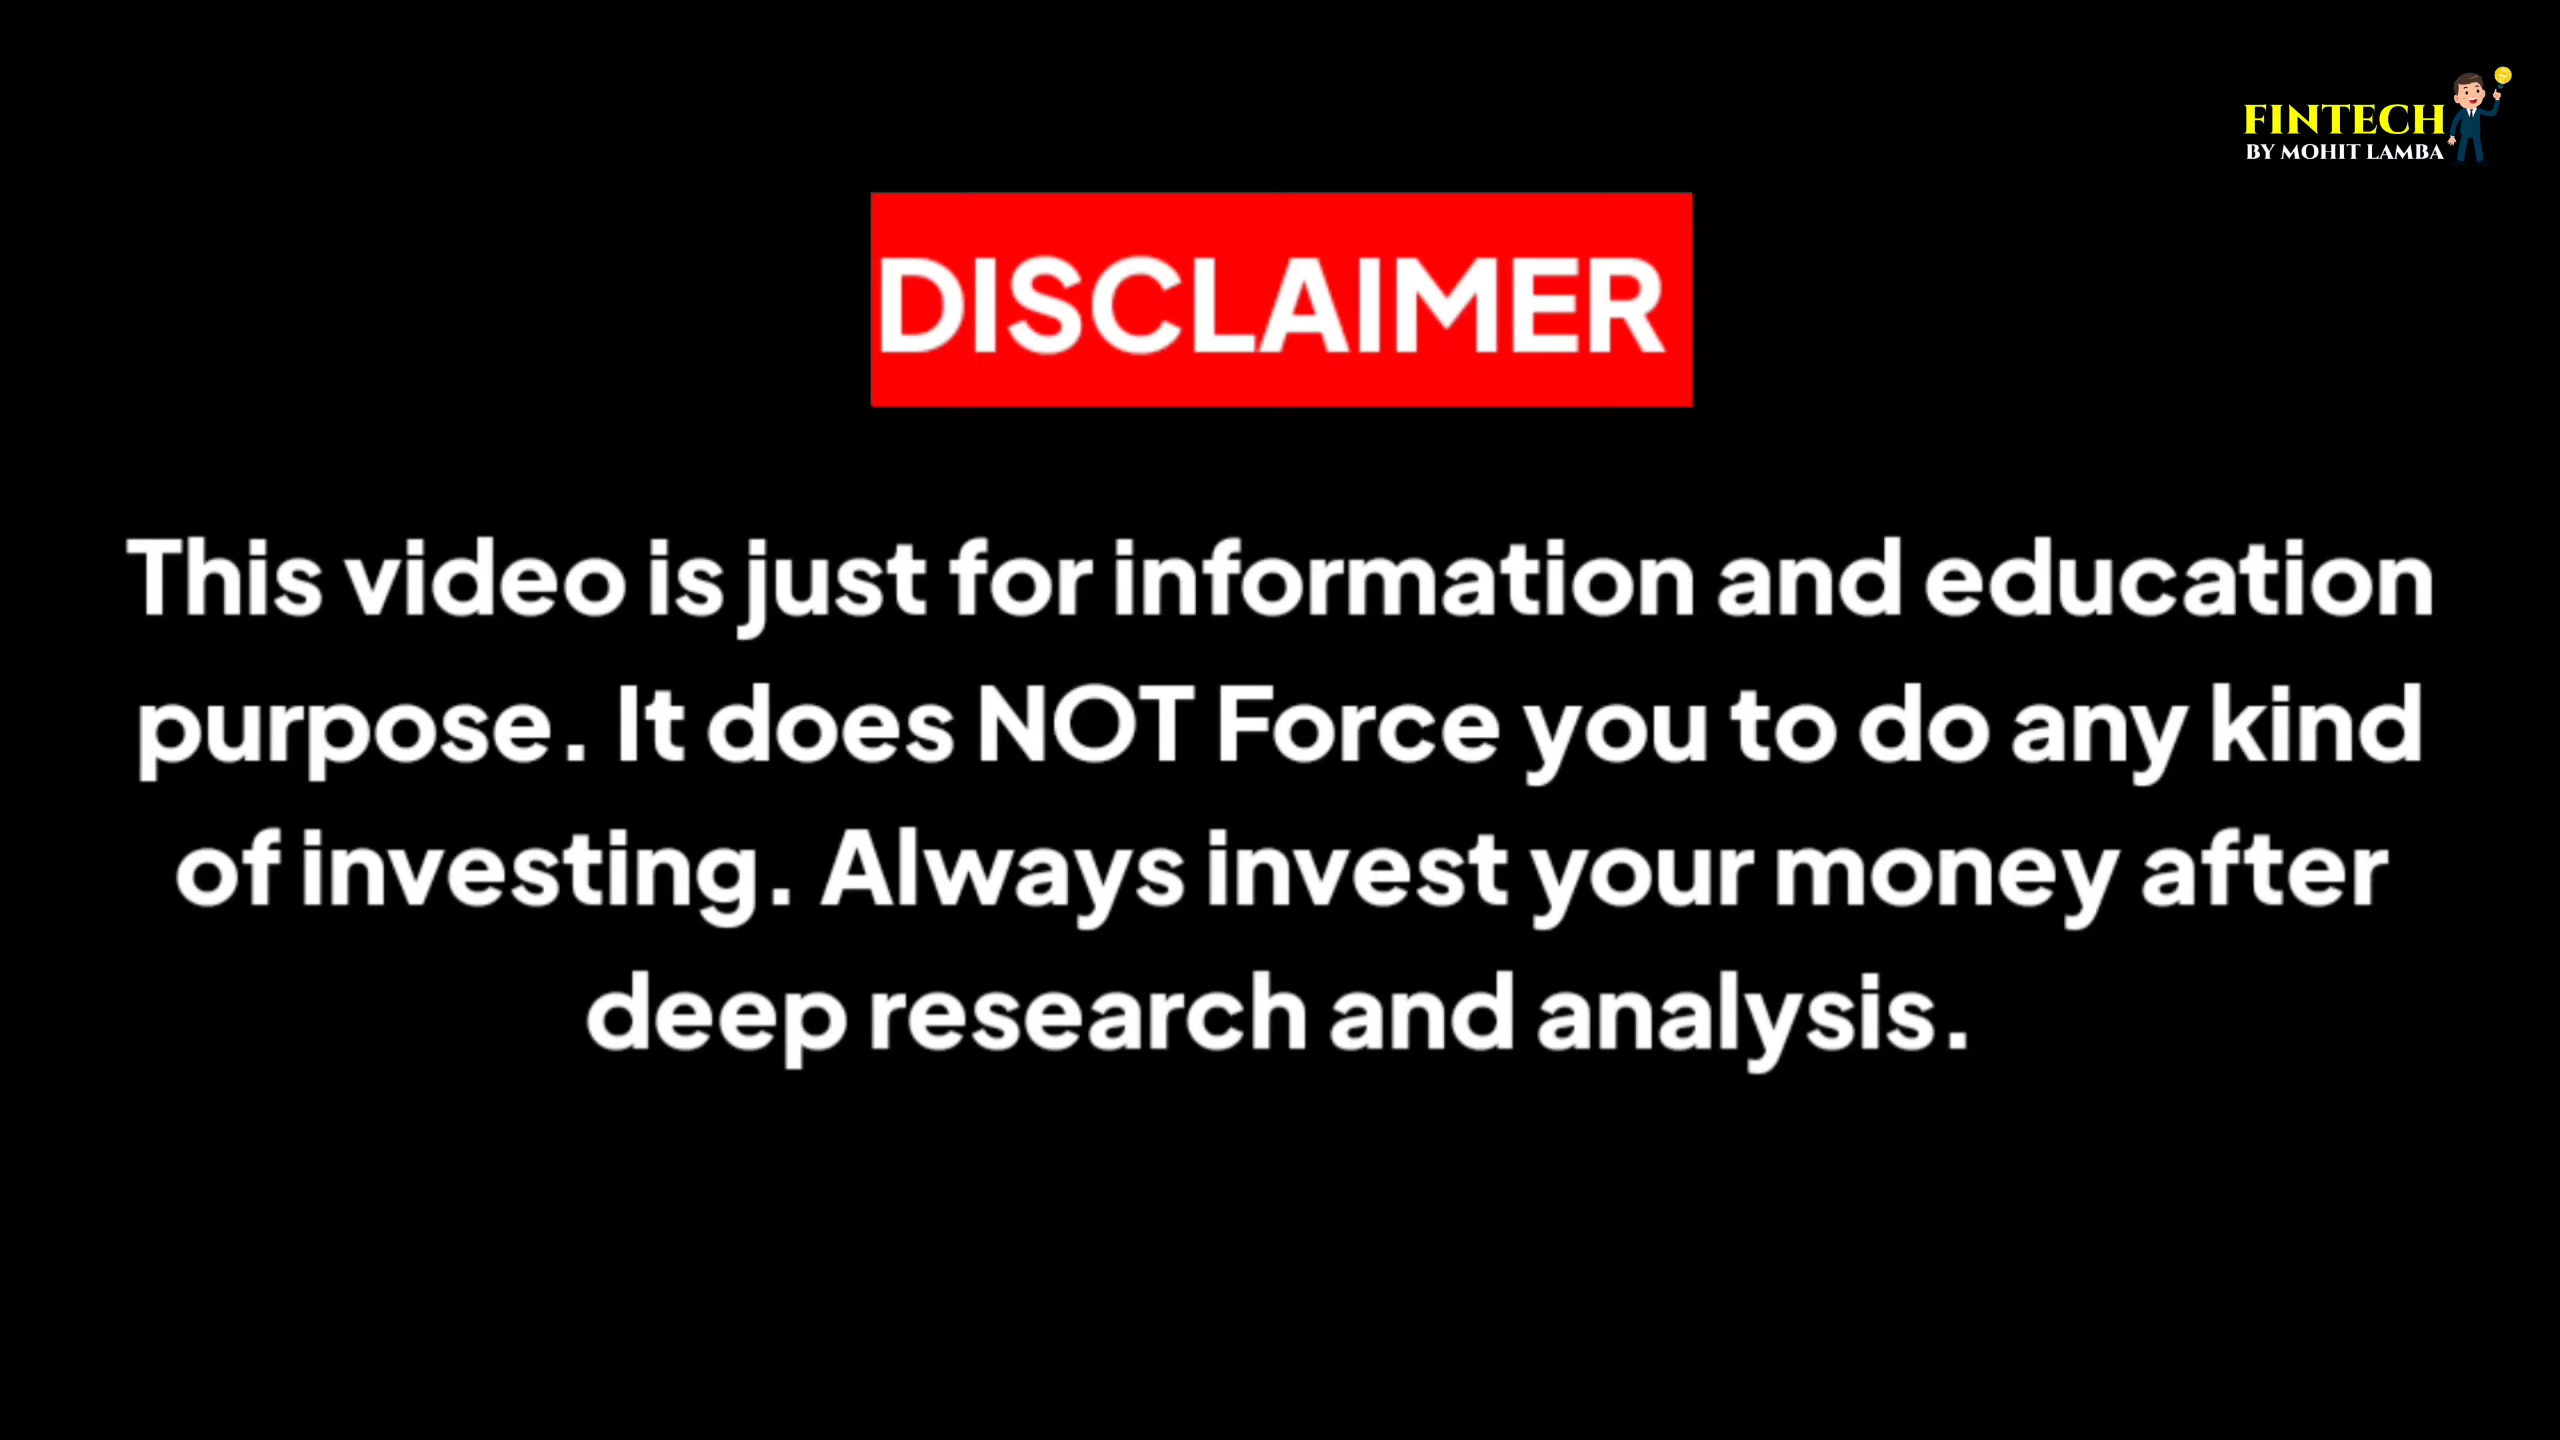 FINTECH
BY MOHIT LAMBA
DISCLAIMER
This video is just for information and education
purpose. It does NOT Force you to do any kind
of investing. Always invest your money after
deep research and analysis.